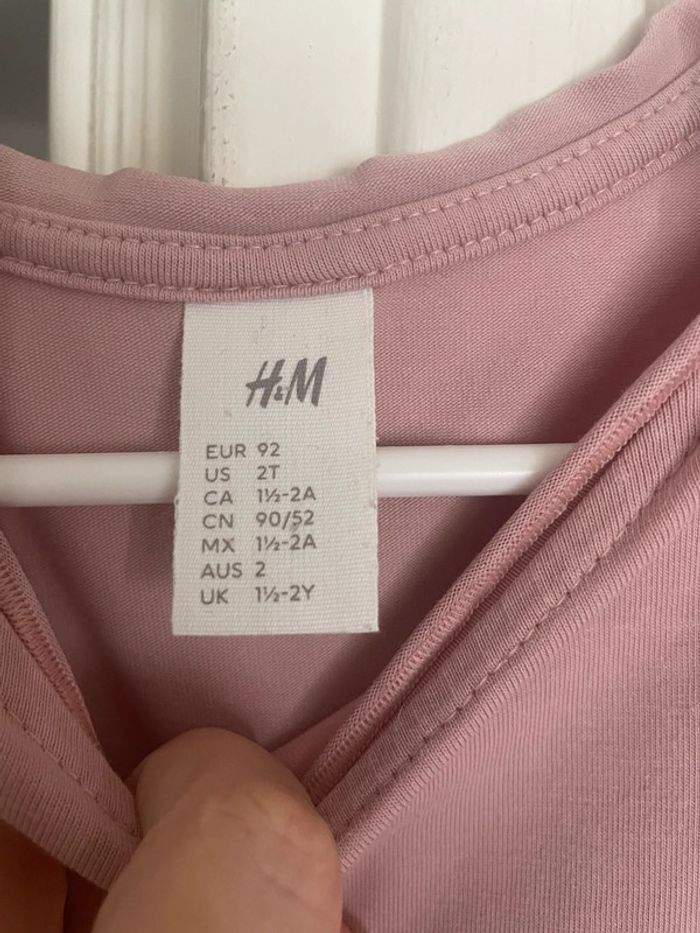 H&M
EUR 92
US 2T
CA 1½-2A
CN 90/52
MX 1½-2A
AUS 2
UK 1½-2Y